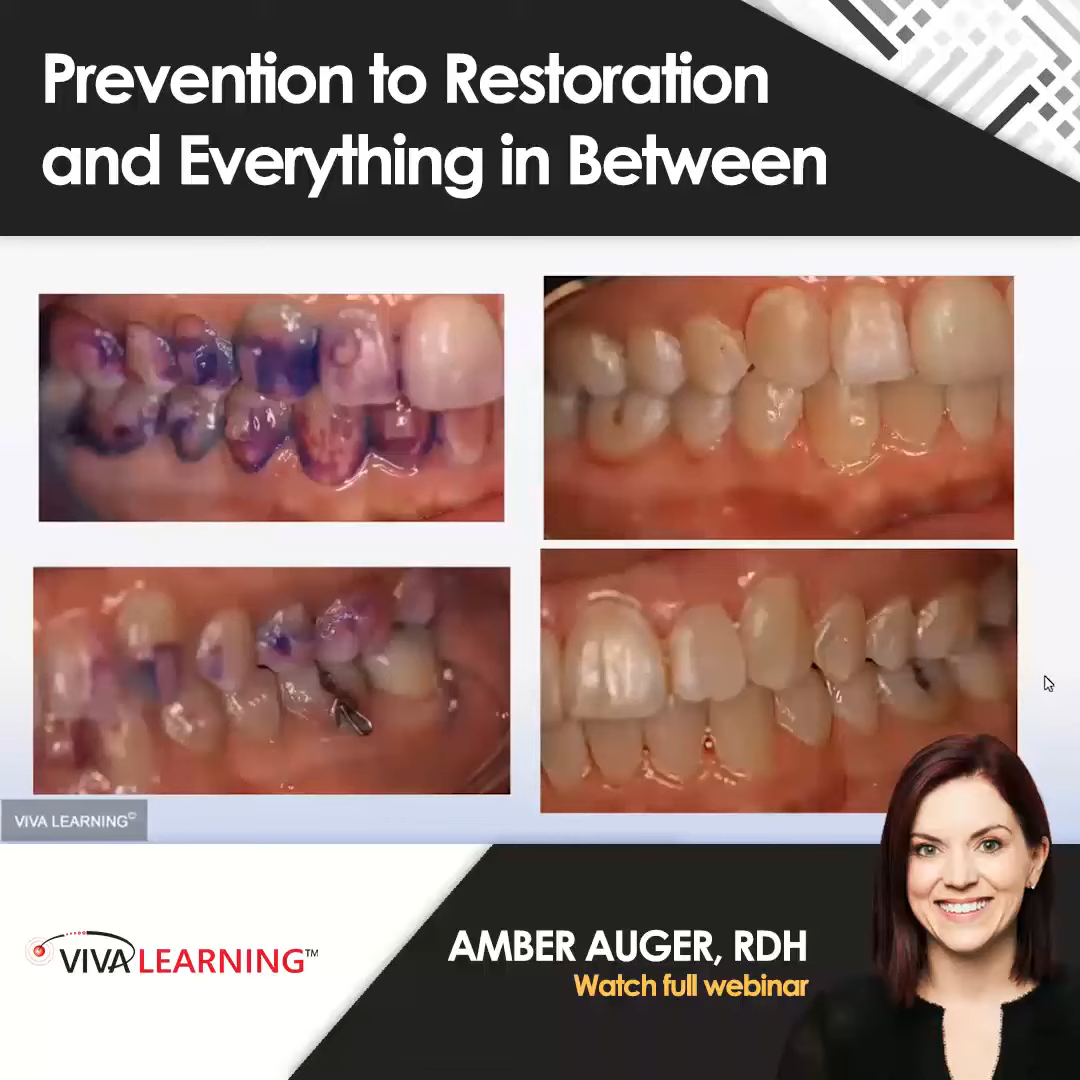 Prevention to Restoration
and Everything in Between
VIVA LEARNING©
VIVA LEARNING™
AMBER AUGER, RDH
Watch full webinar